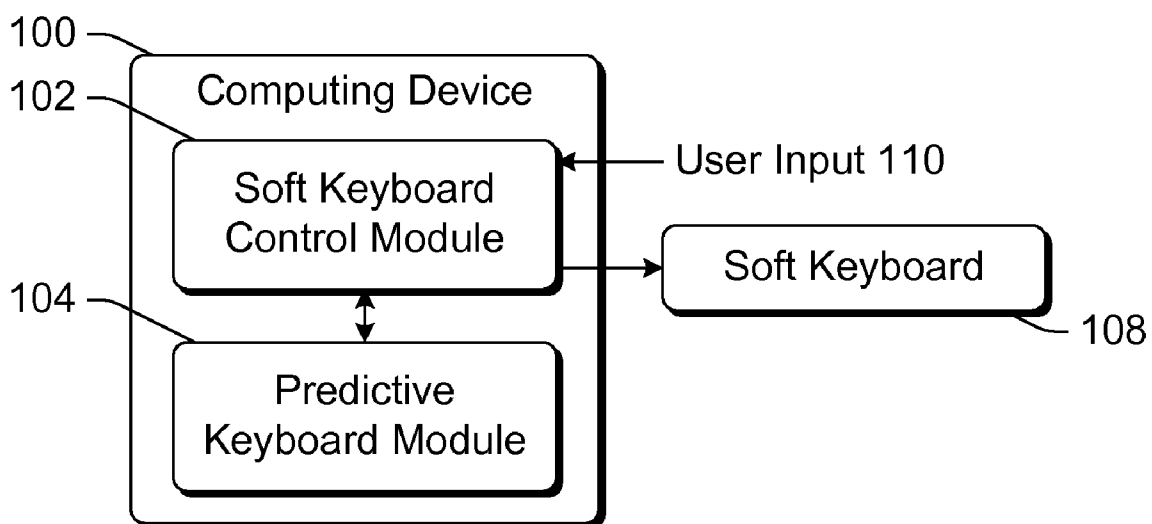 100
Computing Device
102
User Input 110
Soft Keyboard
Control Module
Soft Keyboard
104
108
Predictive
Keyboard Module